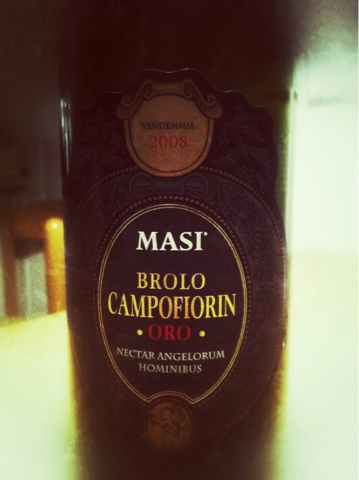 VENDEMMIA
2008
MASI®
BROLO
CAMPOFIORIN
• ORO •
NECTAR ANGELORUM
HOMINIBUS